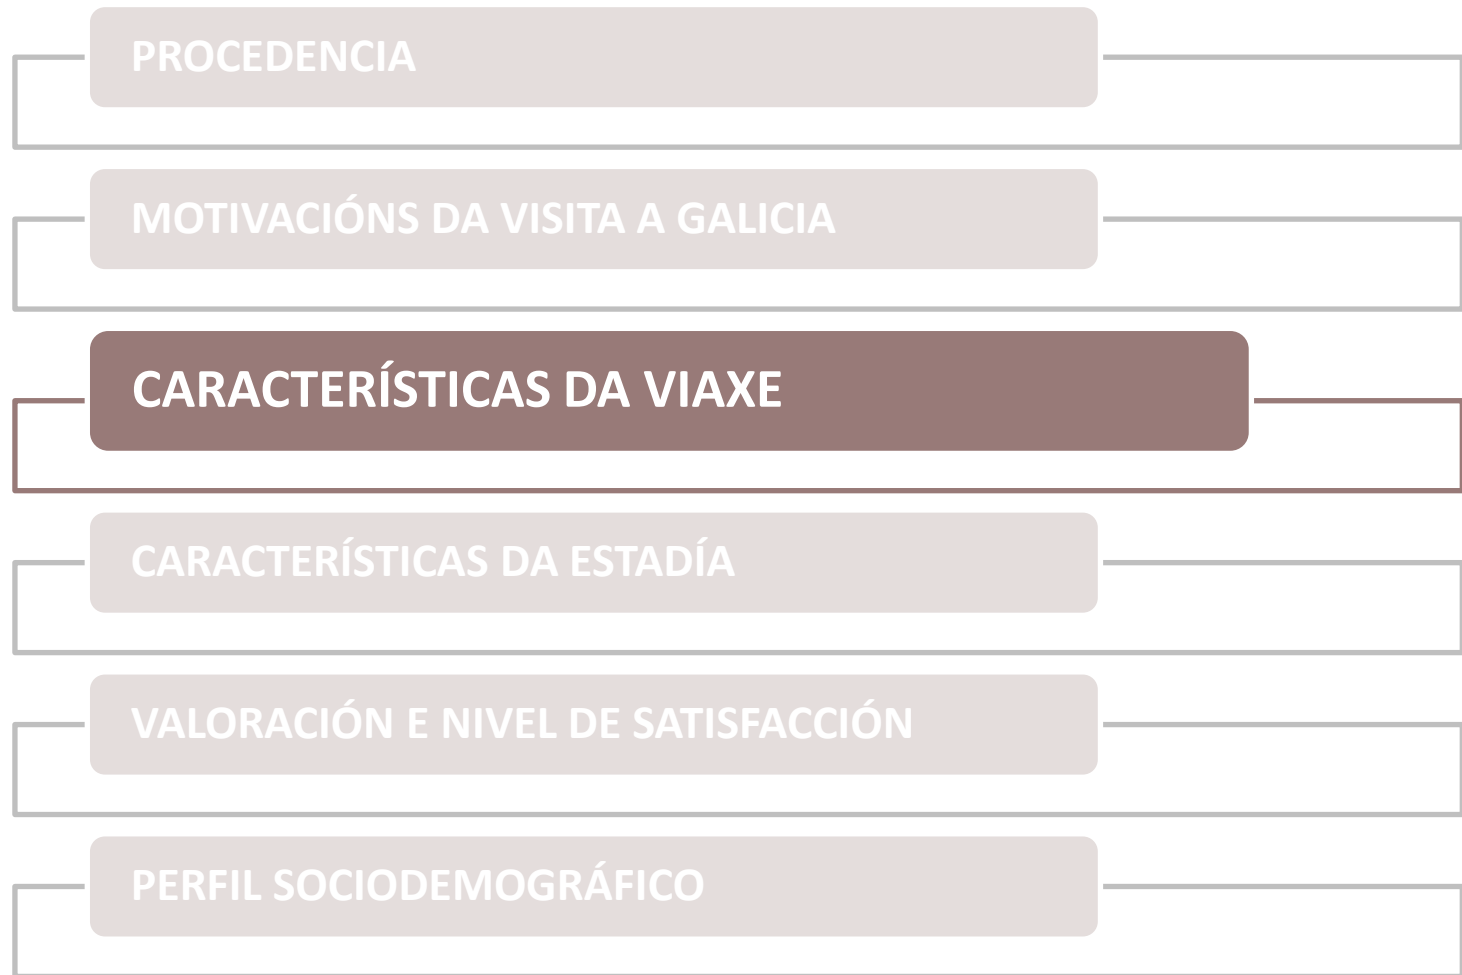 PROCEDENCIA
MOTIVACIÓNS DA VISITA A GALICIA
CARACTERÍSTICAS DA VIAXE
CARACTERÍSTICAS DA ESTADÍA
VALORACIÓN E NIVEL DE SATISFACCIÓN
PERFIL SOCIODEMOGRÁFICO